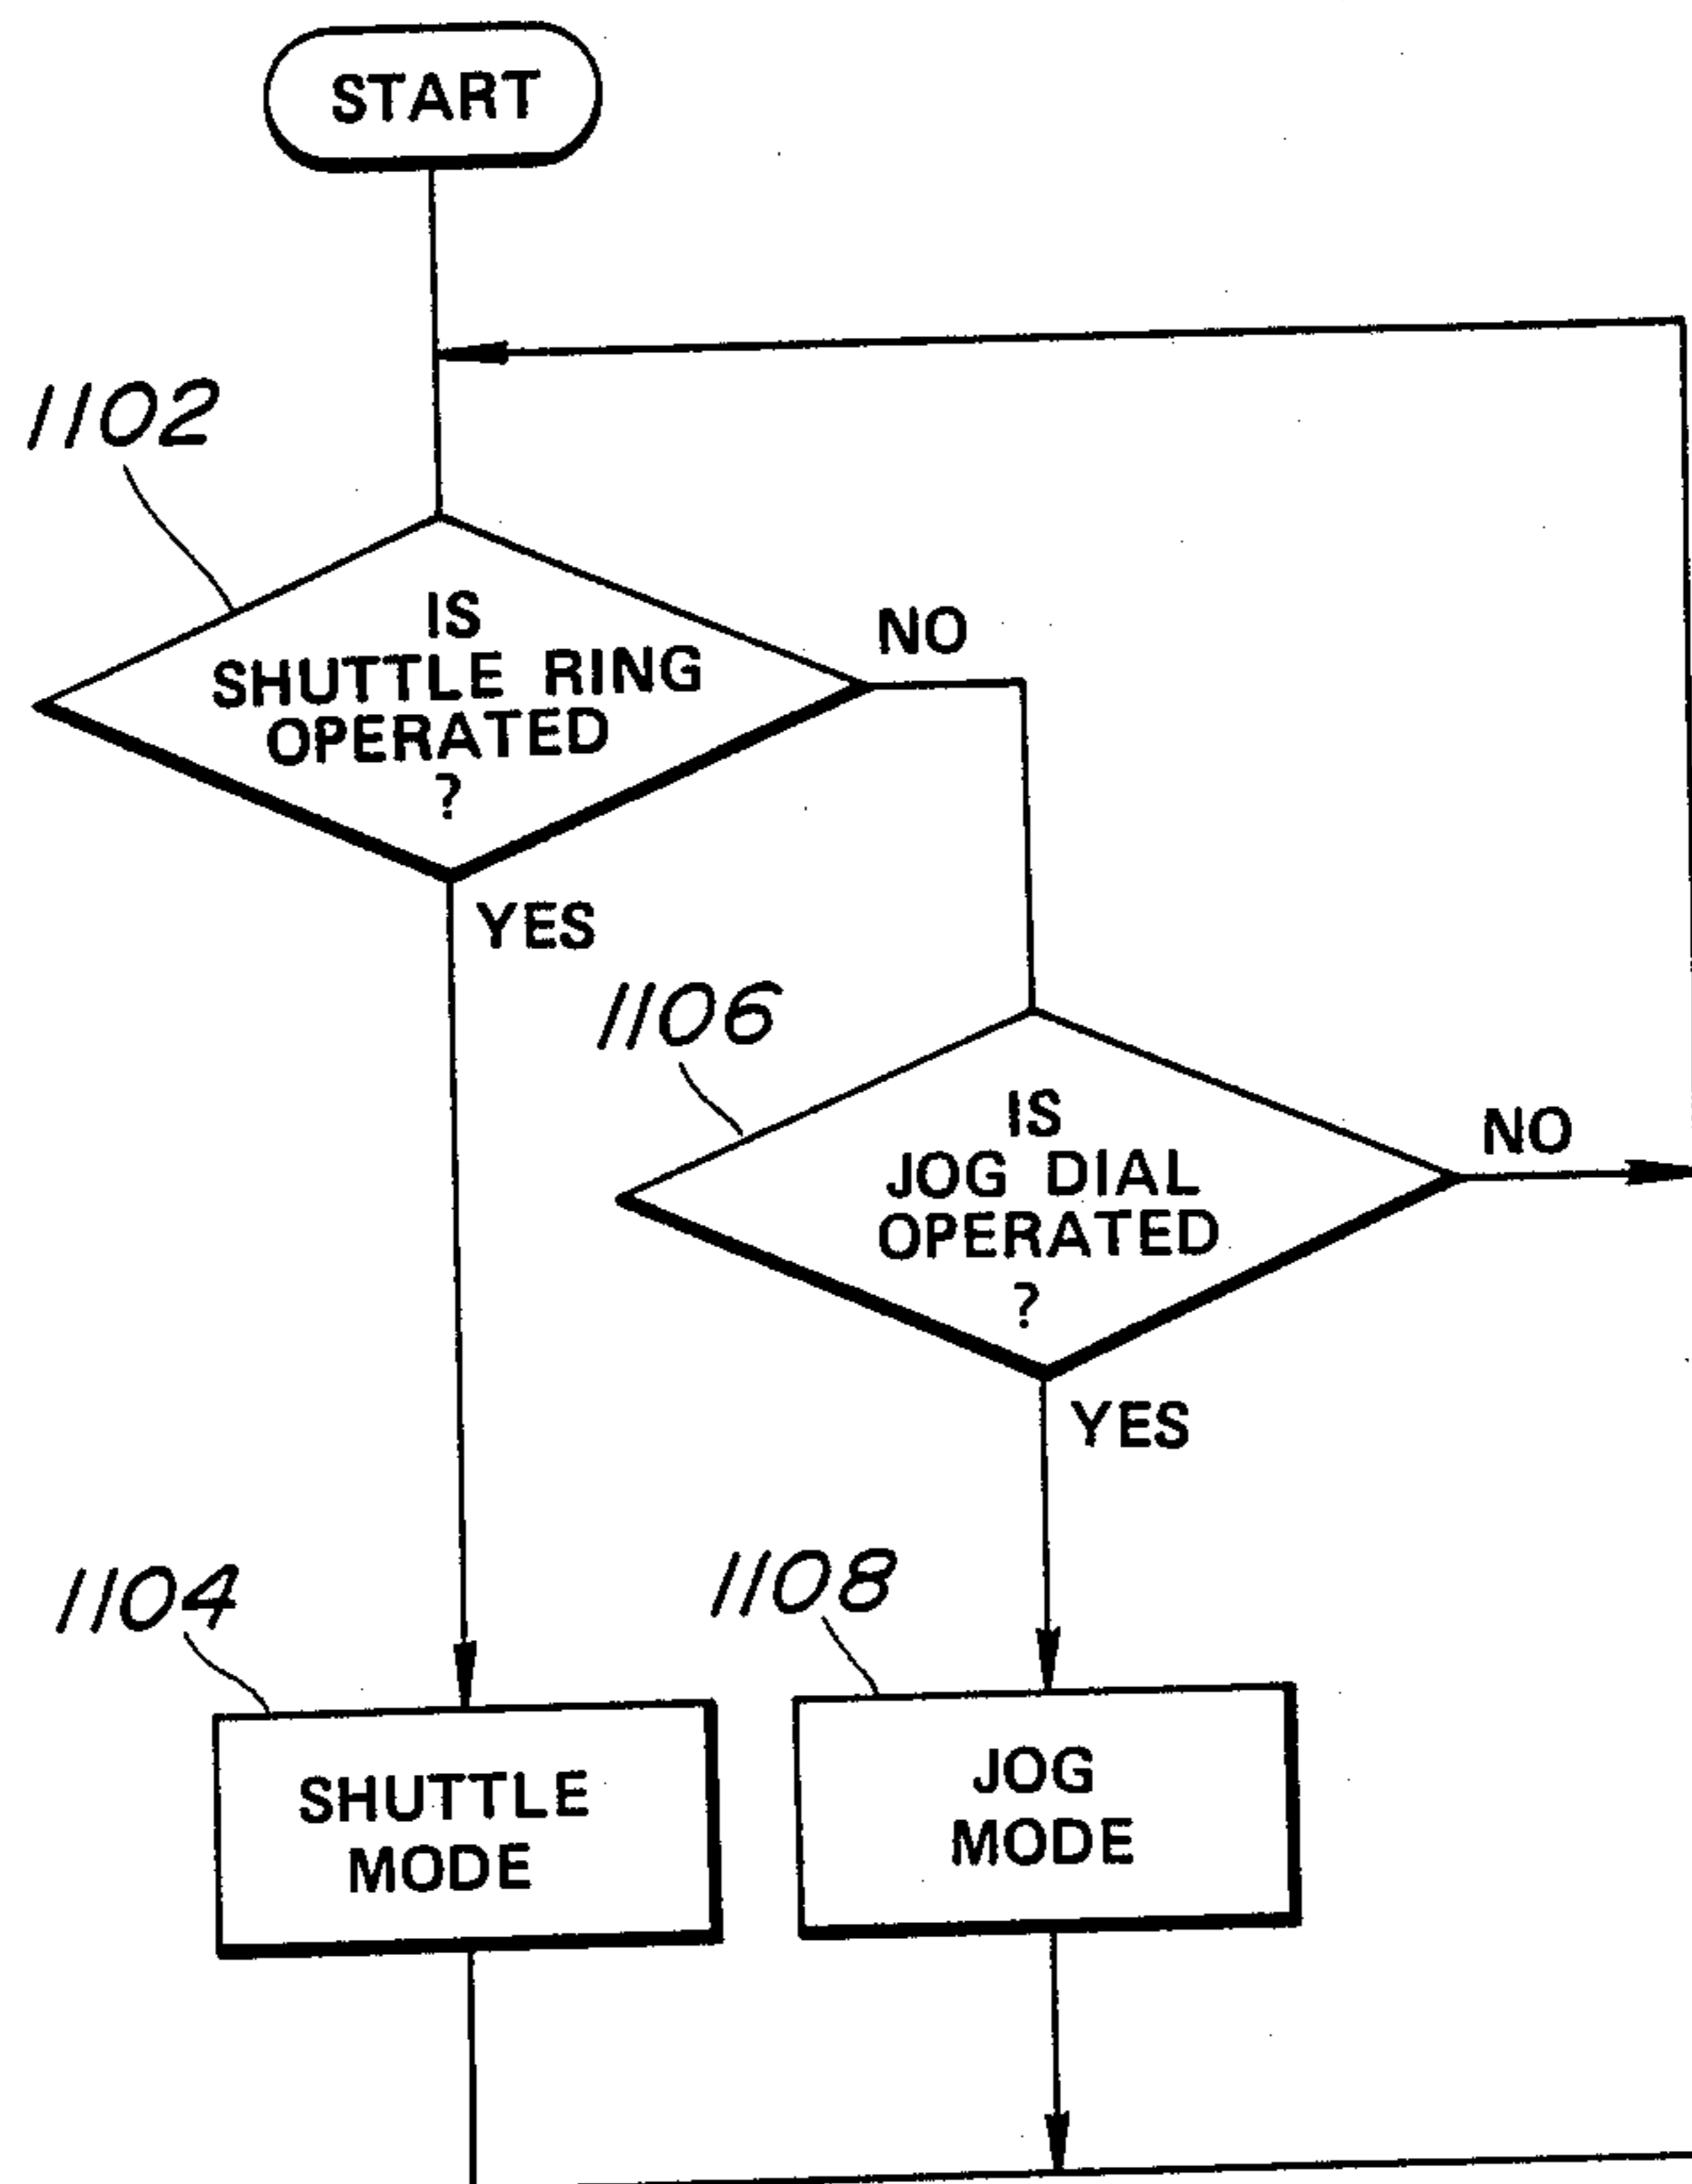 START
1102
IS
SHUTTLE RING
OPERATED
?
NO
YES
1106
IS
JOG DIAL
OPERATED
?
NO
YES
1104
SHUTTLE
MODE
1108
JOG
MODE